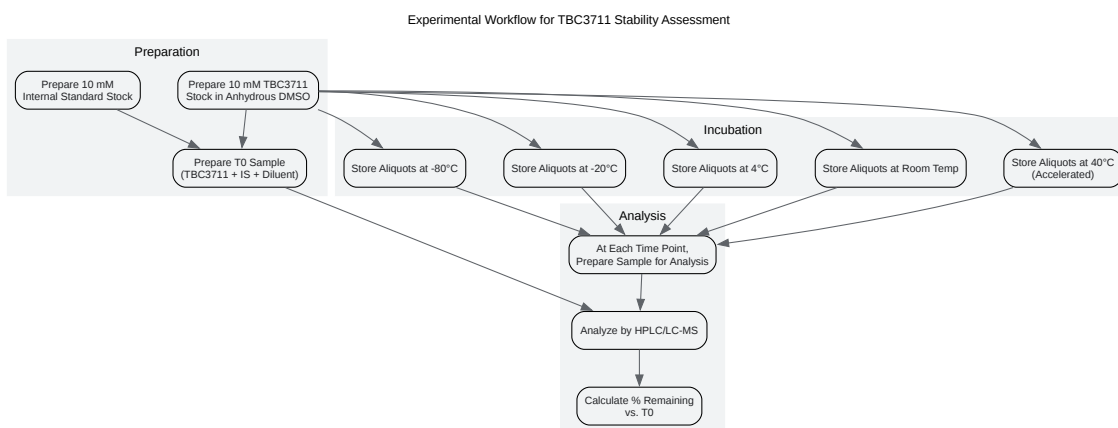 Experimental Workflow for TBC3711 Stability Assessment
Preparation
Prepare 10 mM
Internal Standard Stock
Prepare 10 mM TBC3711
Stock in Anhydrous DMSO
Prepare T0 Sample
(TBC3711 + IS + Diluent)
Incubation
Store Aliquots at -80°C
Store Aliquots at -20°C
Store Aliquots at 4°C
Store Aliquots at Room Temp
Store Aliquots at 40°C
(Accelerated)
Analysis
At Each Time Point,
Prepare Sample for Analysis
Analyze by HPLC/LC-MS
Calculate % Remaining
vs. T0